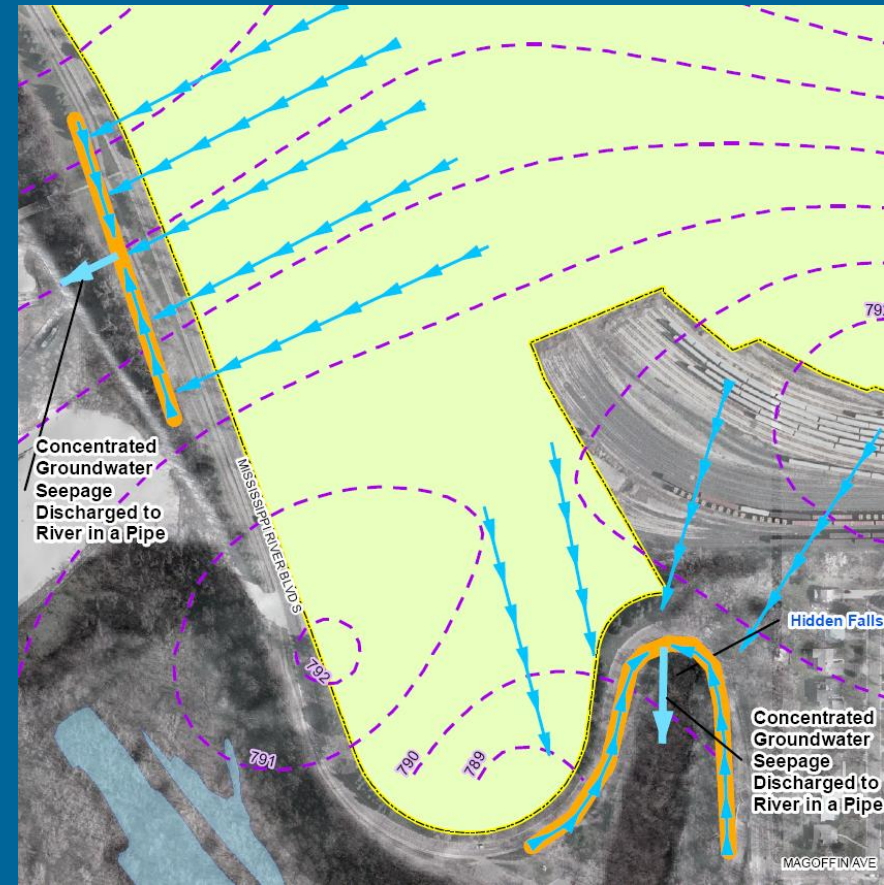 792
Concentrated
Groundwater
Seepage
Discharged to
River in a Pipe
MISSISSIPPI RIVER BLVD S
Hidden Falls
792
791
790
789
Concentrated
Groundwater
Seepage
Discharged to
River in a Pipe
MAGOFFIN AVE